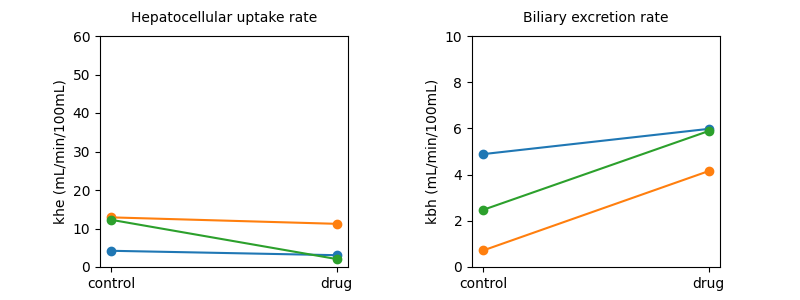 Hepatocellular uptake rate
khe (mL/min/100mL)
60
50
40
30
20
10
0
control
drug
Biliary excretion rate
kbh (mL/min/100mL)
10
8
6
4
2
0
control
drug